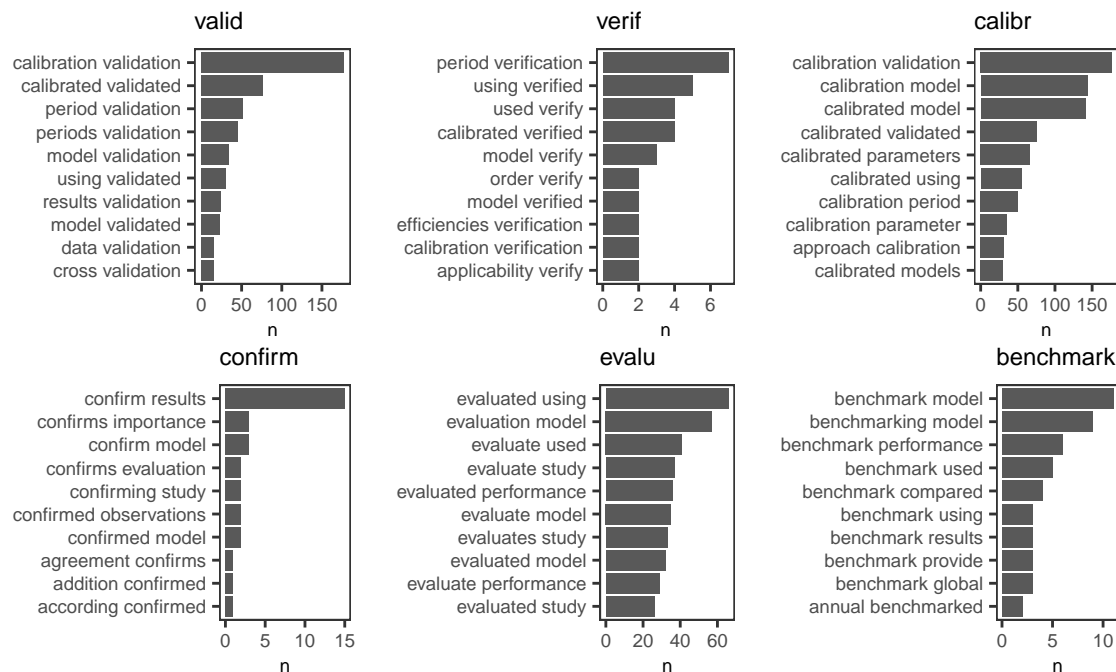 valid
calibration validation
calibrated validated
period validation
periods validation
model validation
using validated
results validation
model validated
data validation
cross validation
0 50 100 150
n
verif
period verification
using verified
used verify
calibrated verified
model verify
order verify
model verified
efficiencies verification
calibration verification
applicability verify
0 2 4 6
n
calibr
calibration validation
calibration model
calibrated model
calibrated validated
calibrated parameters
calibrated using
calibration period
calibration parameter
approach calibration
calibrated models
0 50 100 150
n
confirm
confirm results
confirms importance
confirm model
confirms evaluation
confirming study
confirmed observations
confirmed model
agreement confirms
addition confirmed
according confirmed
0 5 10 15
n
evalu
evaluated using
evaluation model
evaluate used
evaluate study
evaluated performance
evaluate model
evaluates study
evaluated model
evaluate performance
evaluated study
0 20 40 60
n
benchmark
benchmark model
benchmarking model
benchmark performance
benchmark used
benchmark compared
benchmark using
benchmark results
benchmark provide
benchmark global
annual benchmarked
0 5 10
n